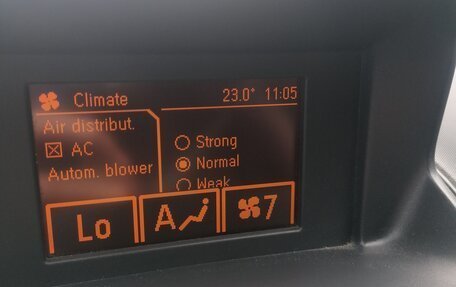 Climate 23.0° 11:05
Air distribut.
AC
Autom. blower
Strong
Normal
Weak
Lo A 7